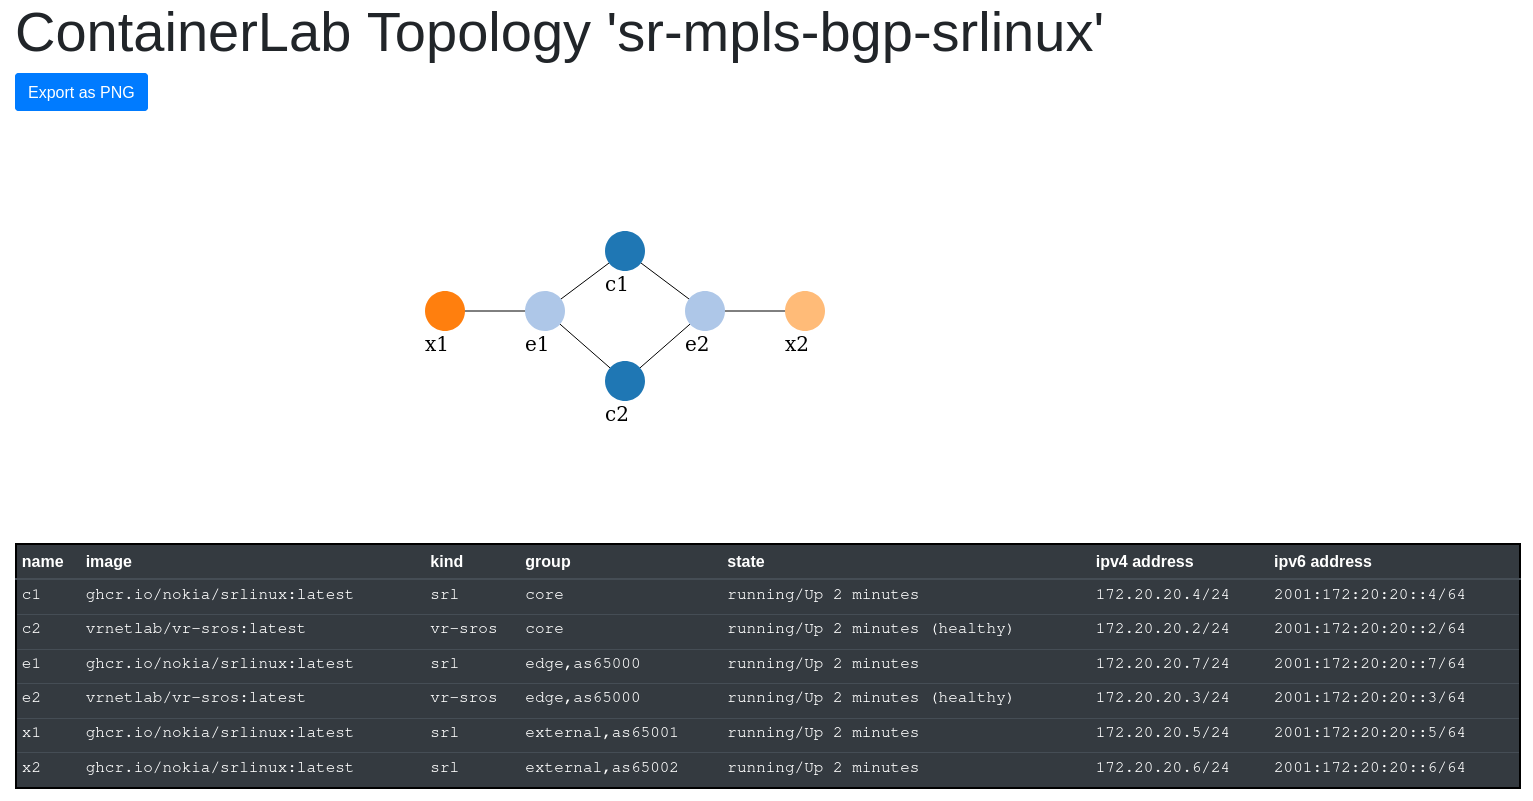 ContainerLab Topology 'sr-mpls-bgp-srlinux'
Export as PNG
c1
x1 e1 e2 x2
c2
name image kind group state ipv4 address ipv6 address
c1 ghcr.io/nokia/srlinux:latest srl core running/Up 2 minutes 172.20.20.4/24 2001:172:20:20::4/64
c2 vrnetlab/vr-sros:latest vr-sros core running/Up 2 minutes (healthy) 172.20.20.2/24 2001:172:20:20::2/64
e1 ghcr.io/nokia/srlinux:latest srl edge,as65000 running/Up 2 minutes 172.20.20.7/24 2001:172:20:20::7/64
e2 vrnetlab/vr-sros:latest vr-sros edge,as65000 running/Up 2 minutes (healthy) 172.20.20.3/24 2001:172:20:20::3/64
x1 ghcr.io/nokia/srlinux:latest srl external,as65001 running/Up 2 minutes 172.20.20.5/24 2001:172:20:20::5/64
x2 ghcr.io/nokia/srlinux:latest srl external,as65002 running/Up 2 minutes 172.20.20.6/24 2001:172:20:20::6/64